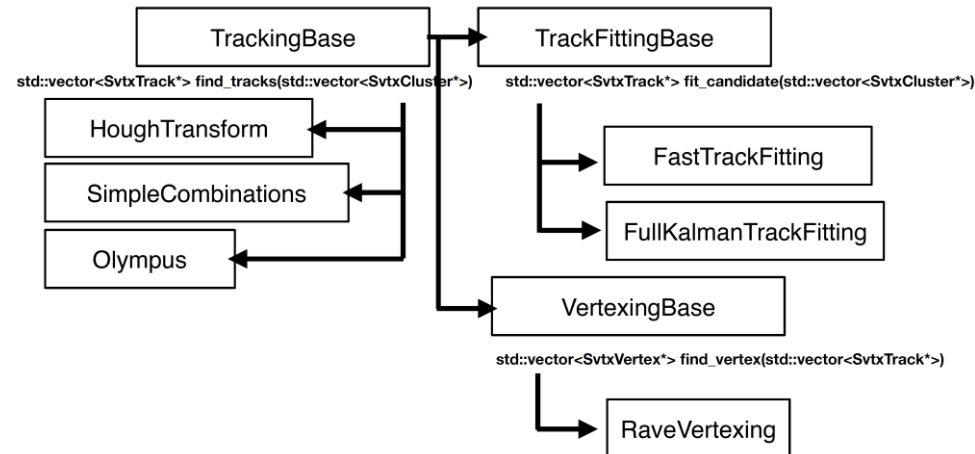 TrackingBase
TrackFittingBase
std::vector<SvtxTrack*> find_tracks(std::vector<SvtxCluster*>)
std::vector<SvtxTrack*> fit_candidate(std::vector<SvtxCluster*>)
HoughTransform
FastTrackFitting
SimpleCombinations
FullKalmanTrackFitting
Olympus
VertexingBase
std::vector<SvtxVertex*> find_vertex(std::vector<SvtxTrack*>)
RaveVertexing